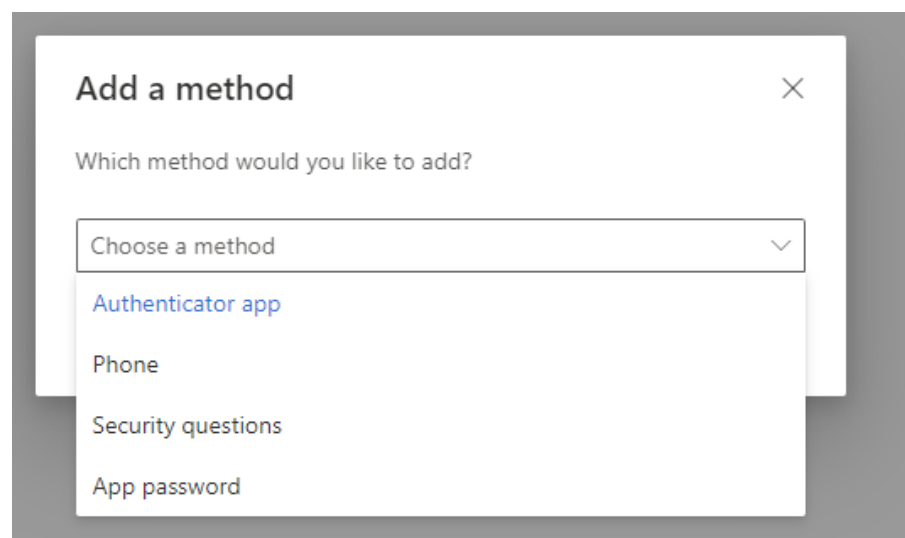 Add a method
Which method would you like to add?
Choose a method
Authenticator app
Phone
Security questions
App password